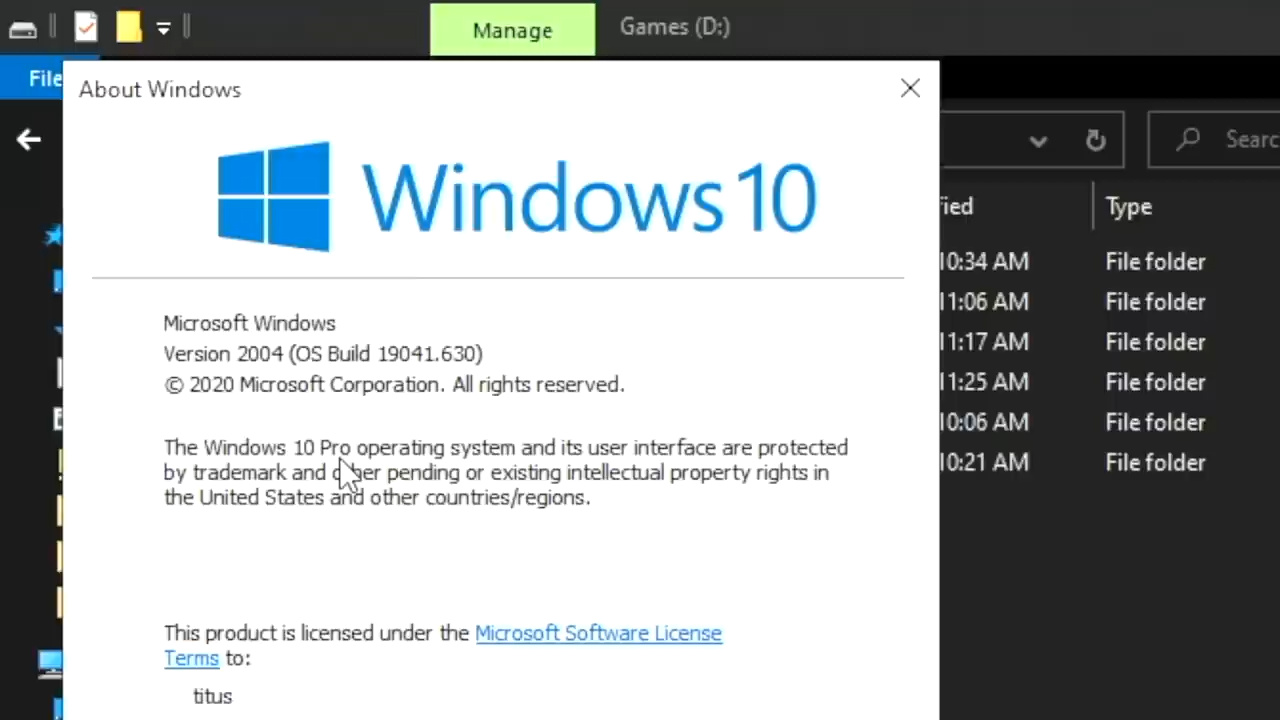 Manage
Games (D:)
File
About Windows
Windows 10
Microsoft Windows
Version 2004 (OS Build 19041.630)
© 2020 Microsoft Corporation. All rights reserved.
The Windows 10 Pro operating system and its user interface are protected
by trademark and other pending or existing intellectual property rights in
the United States and other countries/regions.
This product is licensed under the Microsoft Software License
Terms to:
titus
Searc
ified Type
10:34 AM File folder
11:06 AM File folder
11:17 AM File folder
11:25 AM File folder
10:06 AM File folder
10:21 AM File folder